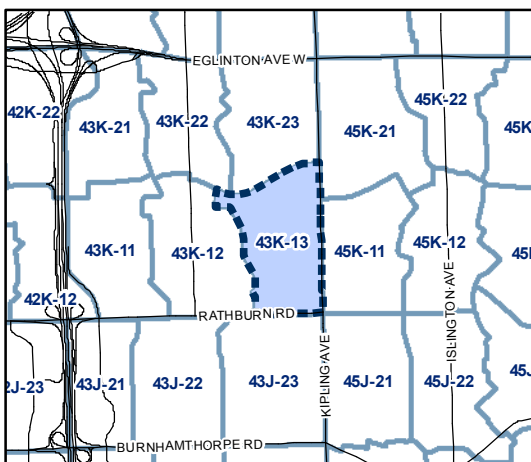 EGLINTON AVE W
42K-22
43K-21
43K-22
43K-23
45K-21
45K-22
45K
43K-11
43K-12
43K-13
45K-11
45K-12
42K-12
RATHBURN RD
KIPLING AVE
ISLINGTON AVE
J-23
43J-21
43J-22
43J-23
45J-21
45J-22
45J
BURNHAMTHORPE RD